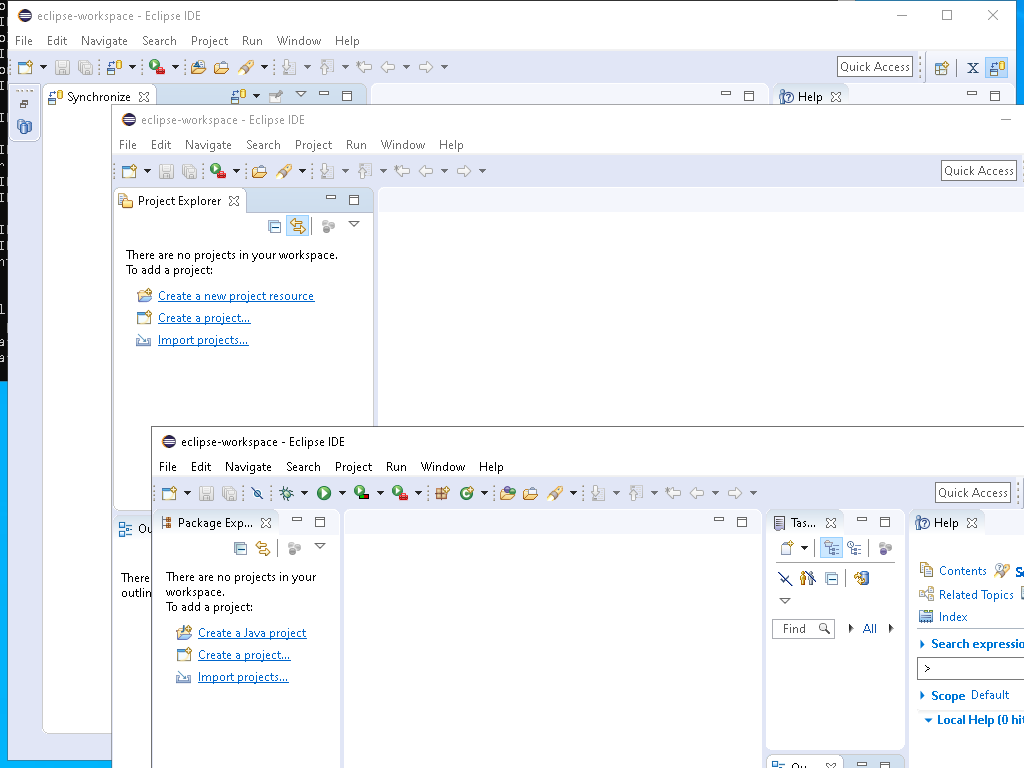 eclipse-workspace - Eclipse IDE
File Edit Navigate Search Project Run Window Help
Quick Access
X
Synchronize
Help
eclipse-workspace - Eclipse IDE
File Edit Navigate Search Project Run Window Help
Quick Access
Project Explorer
There are no projects in your workspace.
To add a project:
Create a new project resource
Create a project...
Import projects...
Ou
There
outlin
eclipse-workspace - Eclipse IDE
File Edit Navigate Search Project Run Window Help
Quick Access
Package Exp...
There are no projects in your
workspace.
To add a project:
Create a Java project
Create a project...
Import projects...
Tas...
Find
All
Ou
Help
Contents
Related Topics
Index
Search expressio
>
Scope Default
Local Help (0 hit